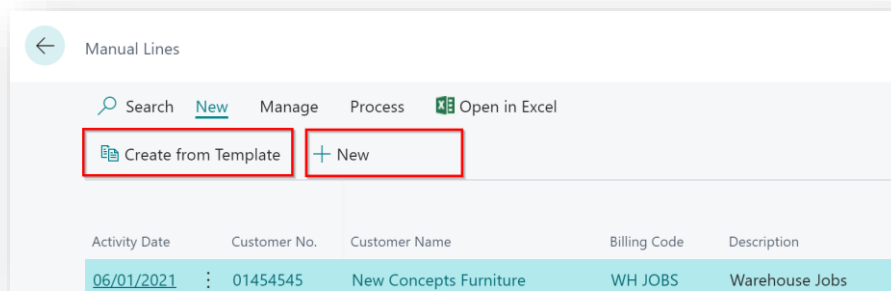 Manual Lines
Search New Manage Process Open in Excel
Create from Template + New
Activity Date Customer No. Customer Name Billing Code Description
06/01/2021 01454545 New Concepts Furniture WH JOBS Warehouse Jobs